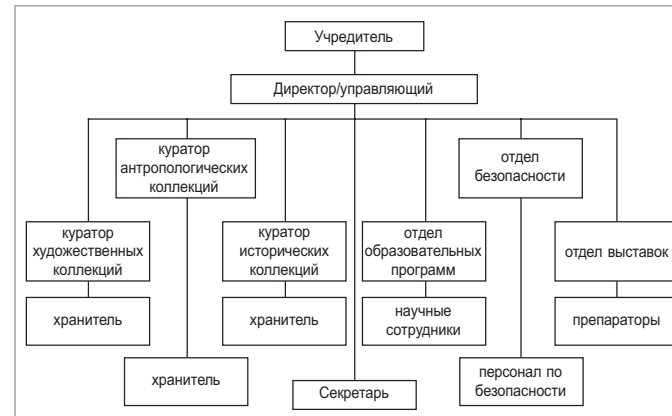 Учредитель
Директор/управляющий
куратор
антропологических
коллекций
отдел
безопасности
куратор
художественных
коллекций
куратор
исторических
коллекций
отдел
образовательных
программ
отдел выставок
хранитель
хранитель
научные
сотрудники
препараторы
хранитель
Секретарь
персонал по
безопасности